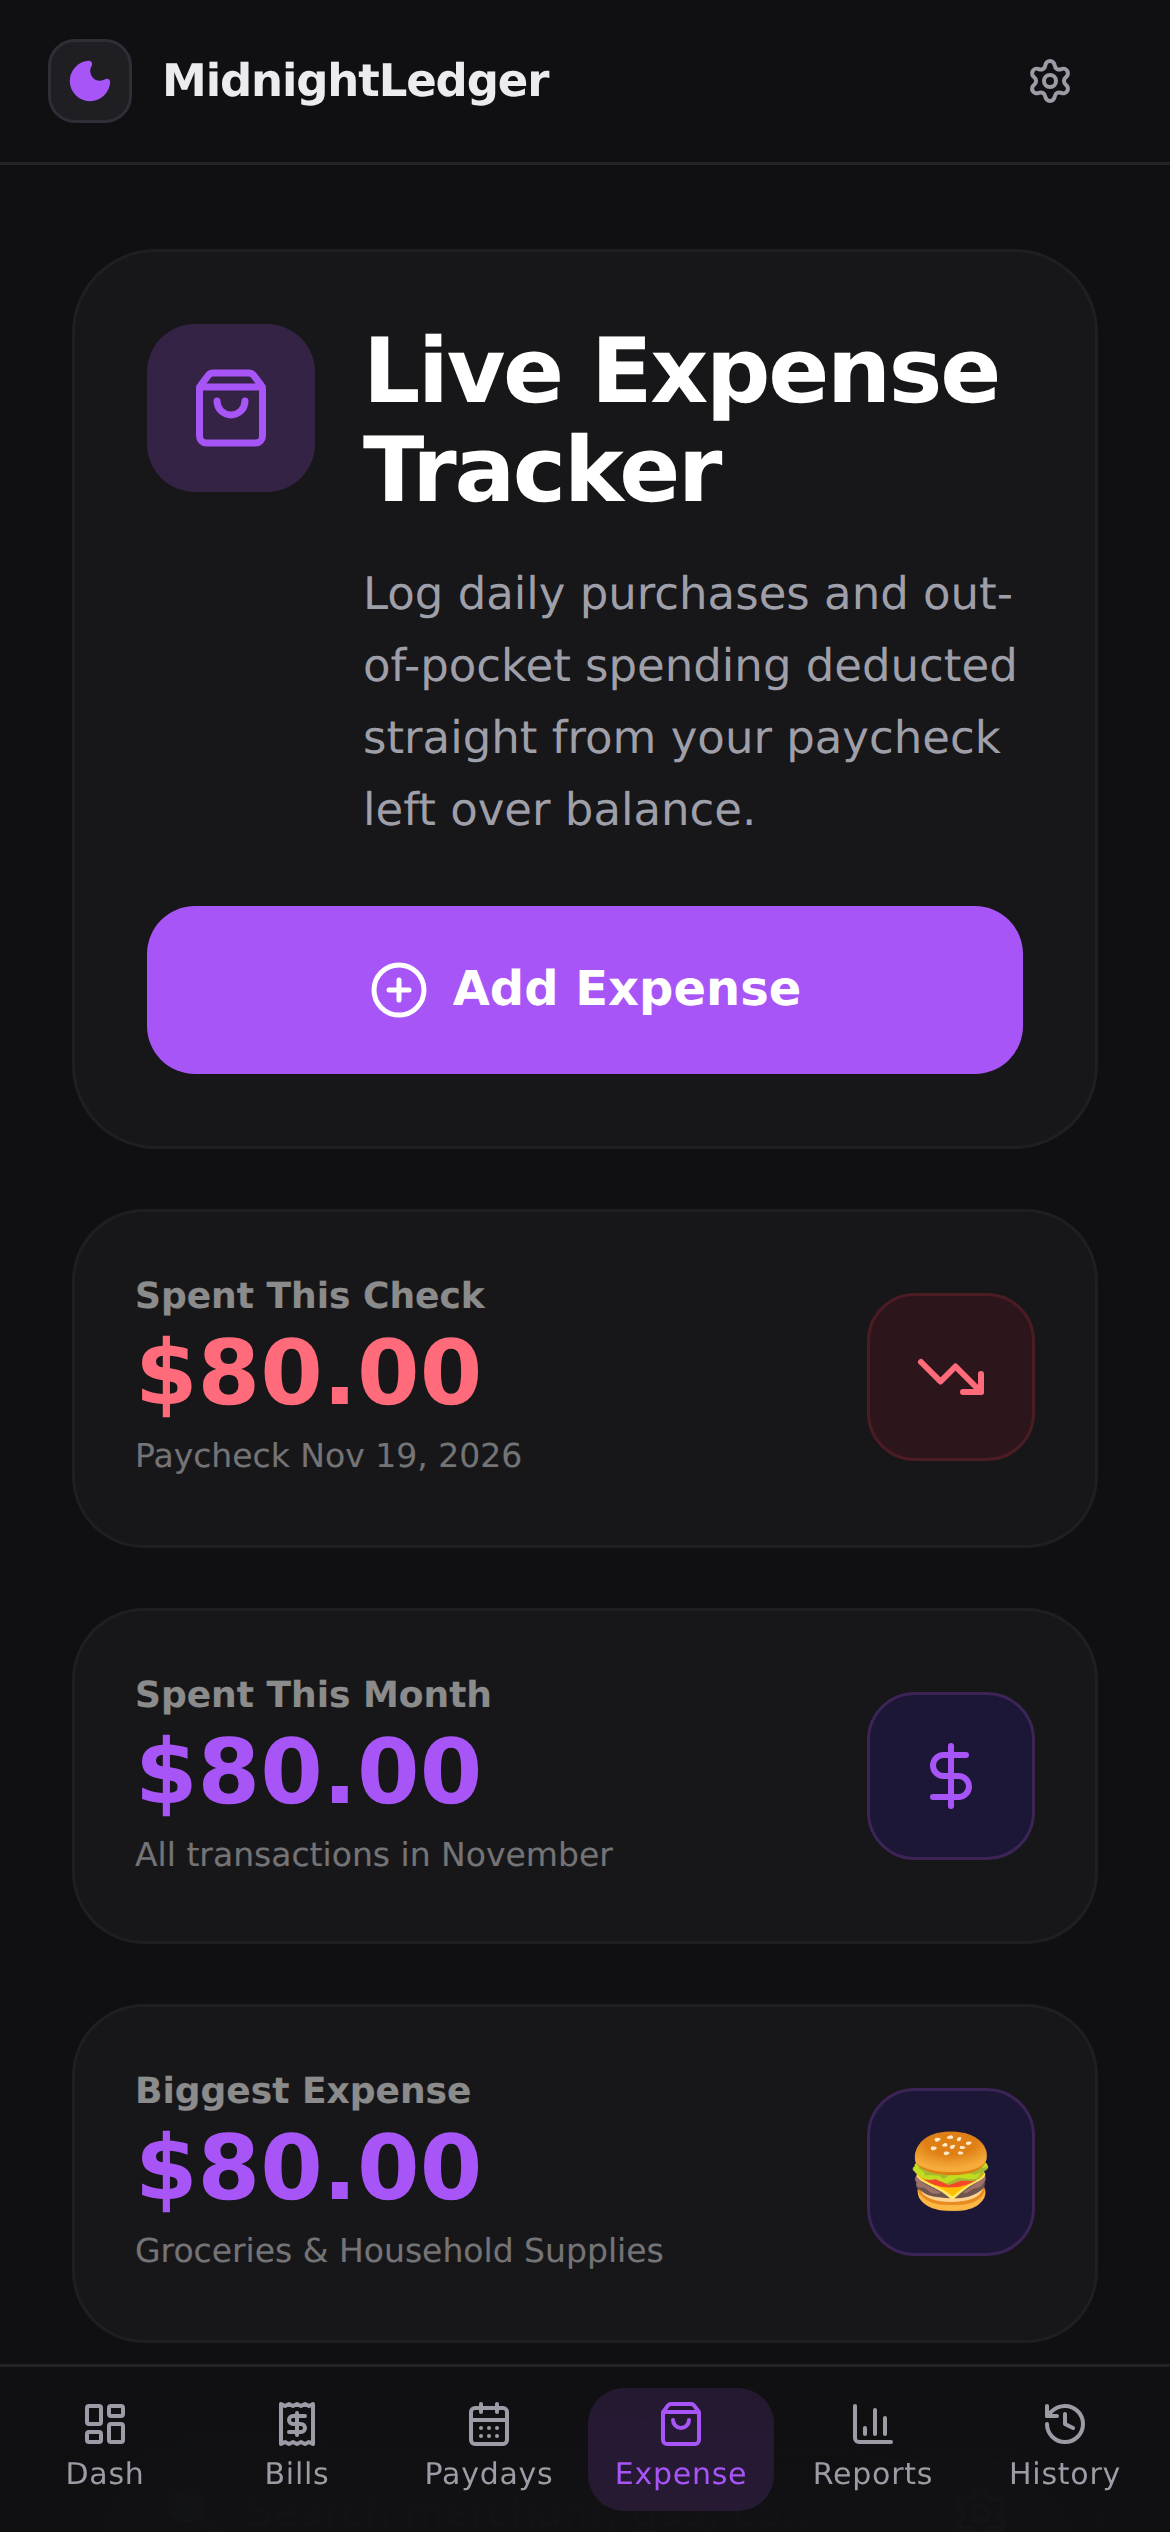 MidnightLedger
Live Expense
Tracker
Log daily purchases and out-
of-pocket spending deducted
straight from your paycheck
left over balance.
Add Expense
Spent This Check
$80.00
Paycheck Nov 19, 2026
Spent This Month
$80.00
All transactions in November
Biggest Expense
$80.00
Groceries & Household Supplies
Dash Bills Paydays Expense Reports History